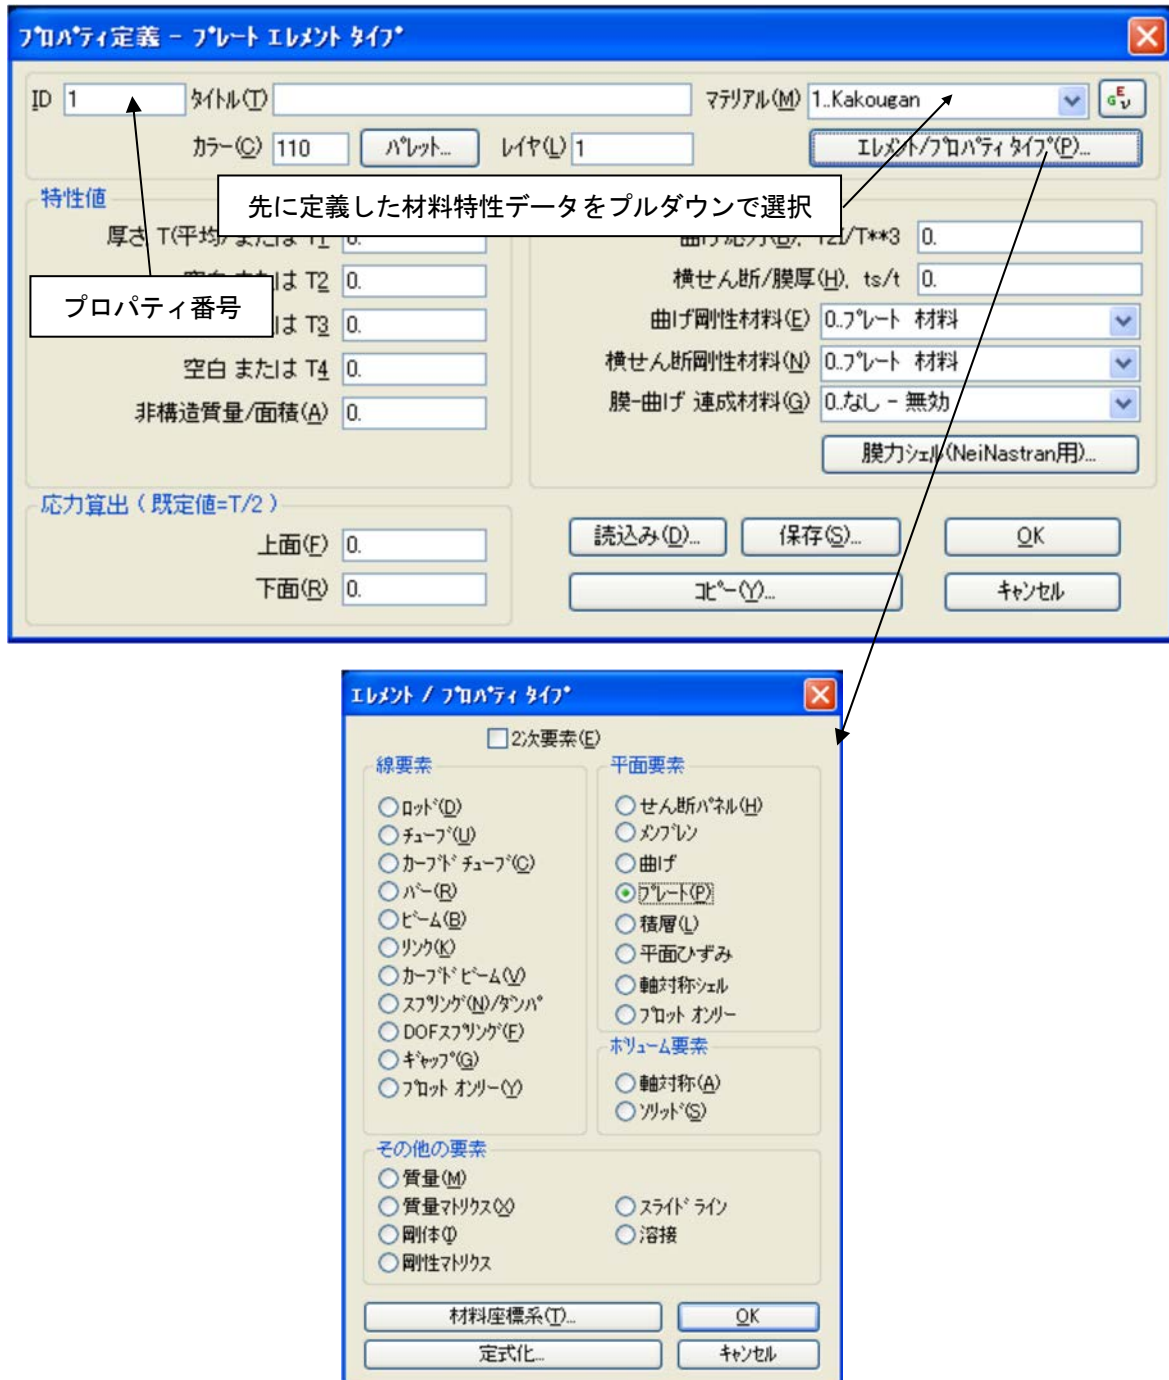 プロパティ定義 - プレート エレメント タイプ
ID 1 タイトル(T) マテリアル(M) 1..Kakougan
カラー(C) 110 パレット... レイヤ(L) 1 エレメント/プロパティ タイプ(P)...
先に定義した材料特性データをプルダウンで選択
特性値
厚さ T(平均) または T1 0.
空白 または T2 0.
プロパティ番号
は T3 0.
空白 または T4 0.
非構造質量/面積(A) 0.
曲げ応力(B), 12I/T**3 0.
横せん断/膜厚(H), ts/t 0.
曲げ剛性材料(E) 0..プレート 材料
横せん断剛性材料(N) 0..プレート 材料
膜-曲げ 連成材料(G) 0..なし - 無効
膜力シェル(NeiNastran用)...
応力算出 ( 既定値=T/2 )
上面(F) 0.
下面(R) 0.
読込み(D)... 保存(S)... OK
コピー(Y)... キャンセル
エレメント / プロパティ タイプ
2次要素(E)
線要素
ロッド(D)
チューブ(U)
カーブド チューブ(C)
バー(R)
ビーム(B)
リンク(K)
カーブド ビーム(V)
スプリング(N)/ダンパ
DOFスプリング(F)
ギャップ(G)
プロット オンリー(Y)
平面要素
せん断パネル(H)
メンブレン
曲げ
プレート(P)
積層(L)
平面ひずみ
軸対称シェル
プロット オンリー
ボリューム要素
軸対称(A)
ソリッド(S)
その他の要素
質量(M)
質量マトリクス(X)
剛体(I)
剛性マトリクス
スライド ライン
溶接
材料座標系(T)... OK
定式化... キャンセル